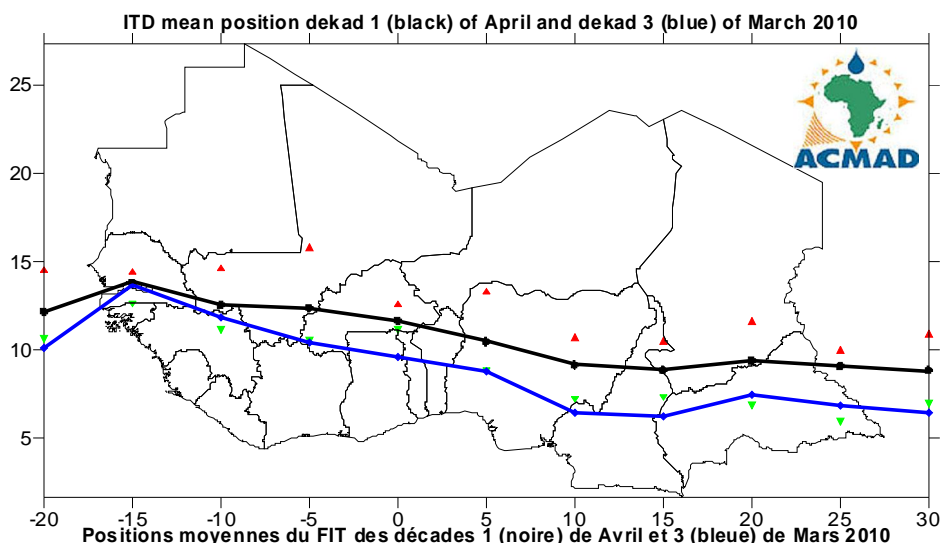 ITD mean position dekad 1 (black) of April and dekad 3 (blue) of March 2010
25
20
15
10
5
ACMAD
-20 -15 -10 -5 0 5 10 15 20 25 30
Positions moyennes du FIT des décades 1 (noire) de Avril et 3 (bleue) de Mars 2010